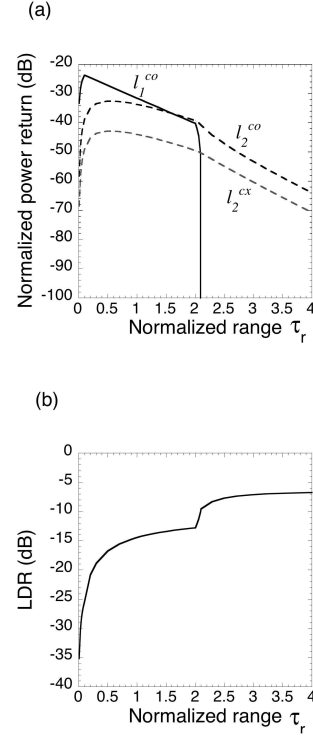 (a)
Normalized power return (dB)
-20
-30
-40
-50
-60
-70
-80
-90
-100
l₁ᶜᵒ
l₂ᶜᵒ
l₂ᶜˣ
0 0.5 1 1.5 2 2.5 3 3.5 4
Normalized range τᵣ
(b)
LDR (dB)
0
-5
-10
-15
-20
-25
-30
-35
-40
0 0.5 1 1.5 2 2.5 3 3.5 4
Normalized range τᵣ